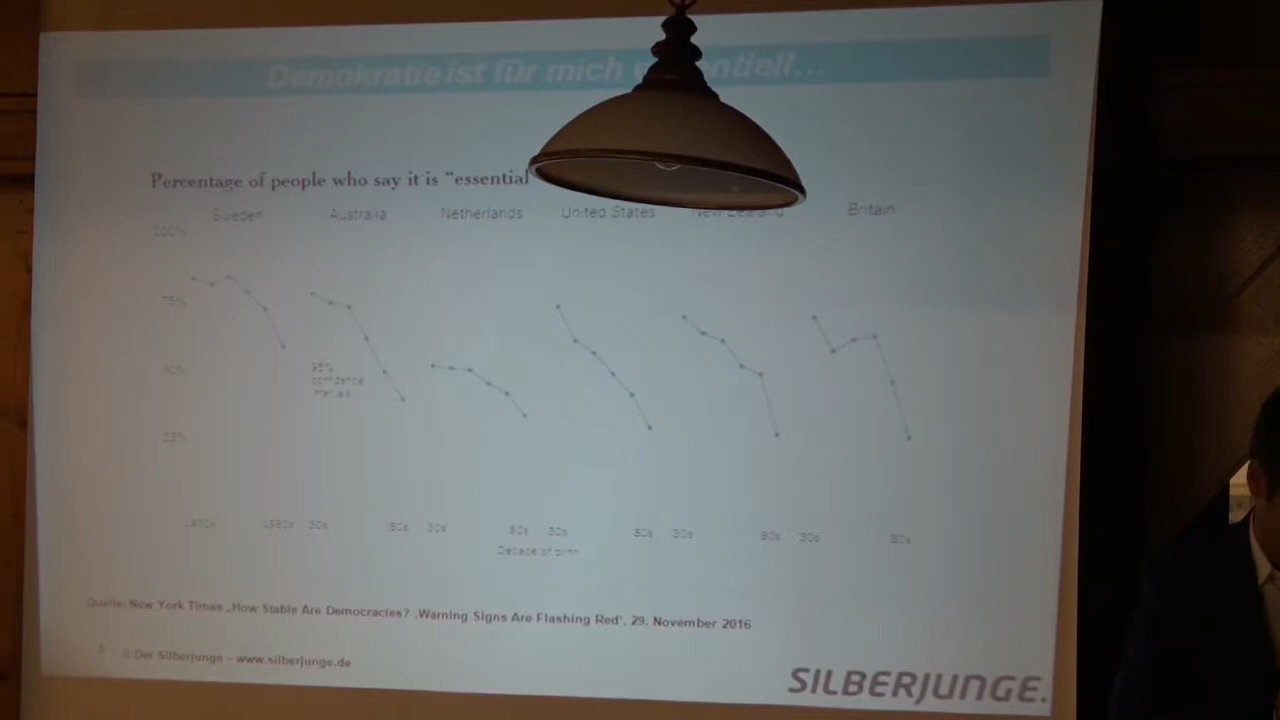 Demokratie ist für mich entiell...
Percentage of people who say it is “essential
Sweden Australia Netherlands United States New Zealand Britain
100%
75%
50%
95%
confidence
intervals
25%
1930s 1980s '30s '80s '30s '80s '30s '80s '30s '80s '30s '80s
Decade of birth
Quelle: New York Times „How Stable Are Democracies? ‚Warning Signs Are Flashing Red‘, 29. November 2016
© Der Silberjunge – www.silberjunge.de
SILBERJUNGE.